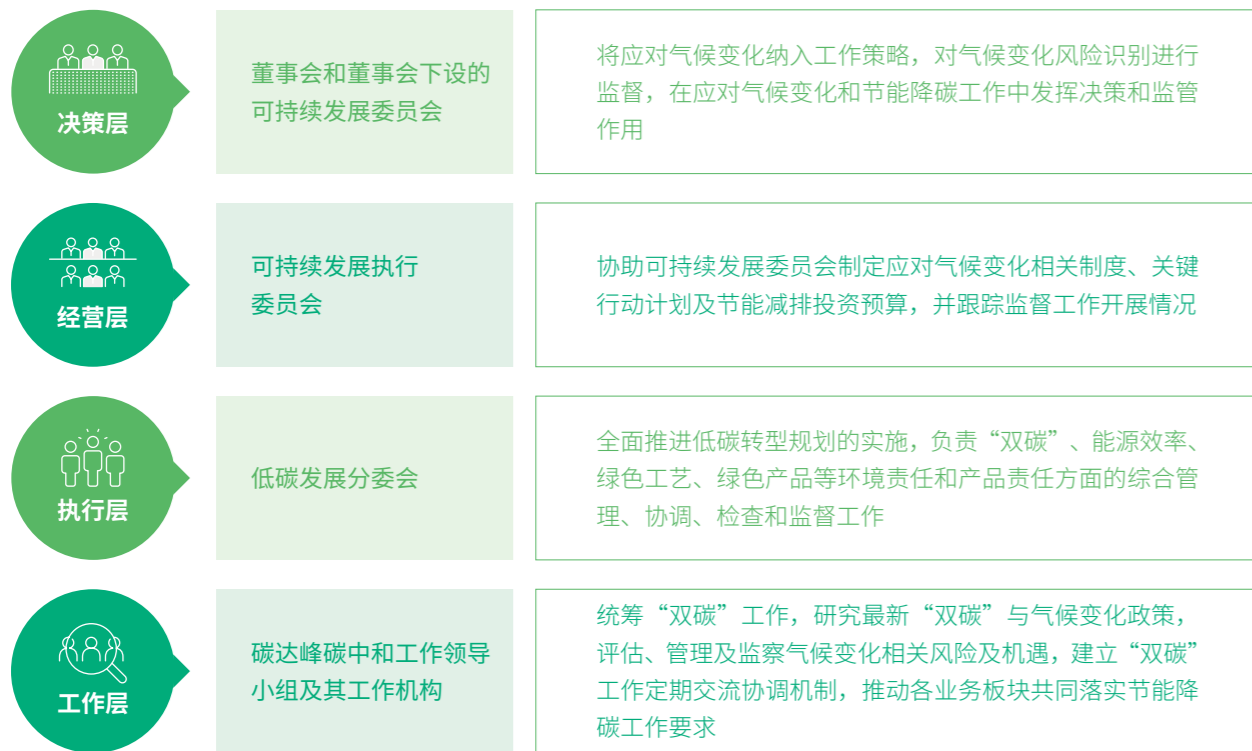 决策层
董事会和董事会下设的
可持续发展委员会
将应对气候变化纳入工作策略，对气候变化风险识别进行
监督，在应对气候变化和节能降碳工作中发挥决策和监管
作用
经营层
可持续发展执行
委员会
协助可持续发展委员会制定应对气候变化相关制度、关键
行动计划及节能减排投资预算，并跟踪监督工作开展情况
执行层
低碳发展分委会
全面推进低碳转型规划的实施，负责“双碳”、能源效率、
绿色工艺、绿色产品等环境责任和产品责任方面的综合管
理、协调、检查和监督工作
工作层
碳达峰碳中和工作领导
小组及其工作机构
统筹“双碳”工作，研究最新“双碳”与气候变化政策，
评估、管理及监察气候变化相关风险及机遇，建立“双碳”
工作定期交流协调机制，推动各业务板块共同落实节能降
碳工作要求